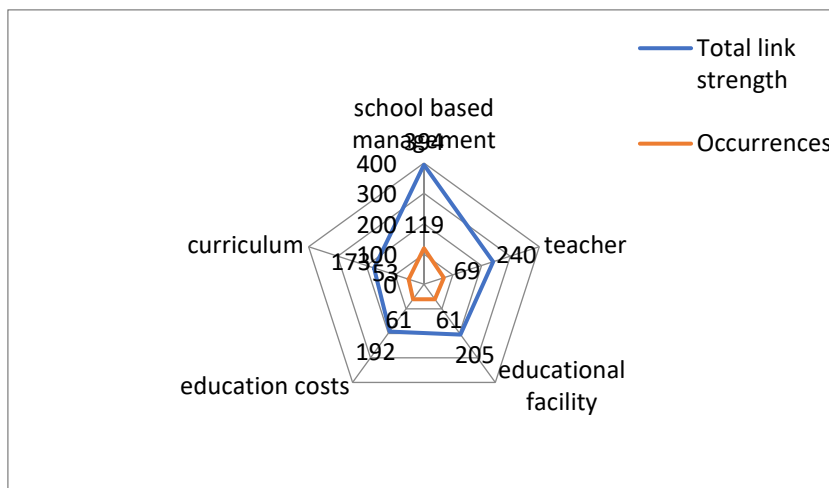 Total link
strength
Occurrences
school based
management
394
400
300
200
100
0
119
teacher
240
69
curriculum
173
53
61
61
192
205
education costs
educational
facility